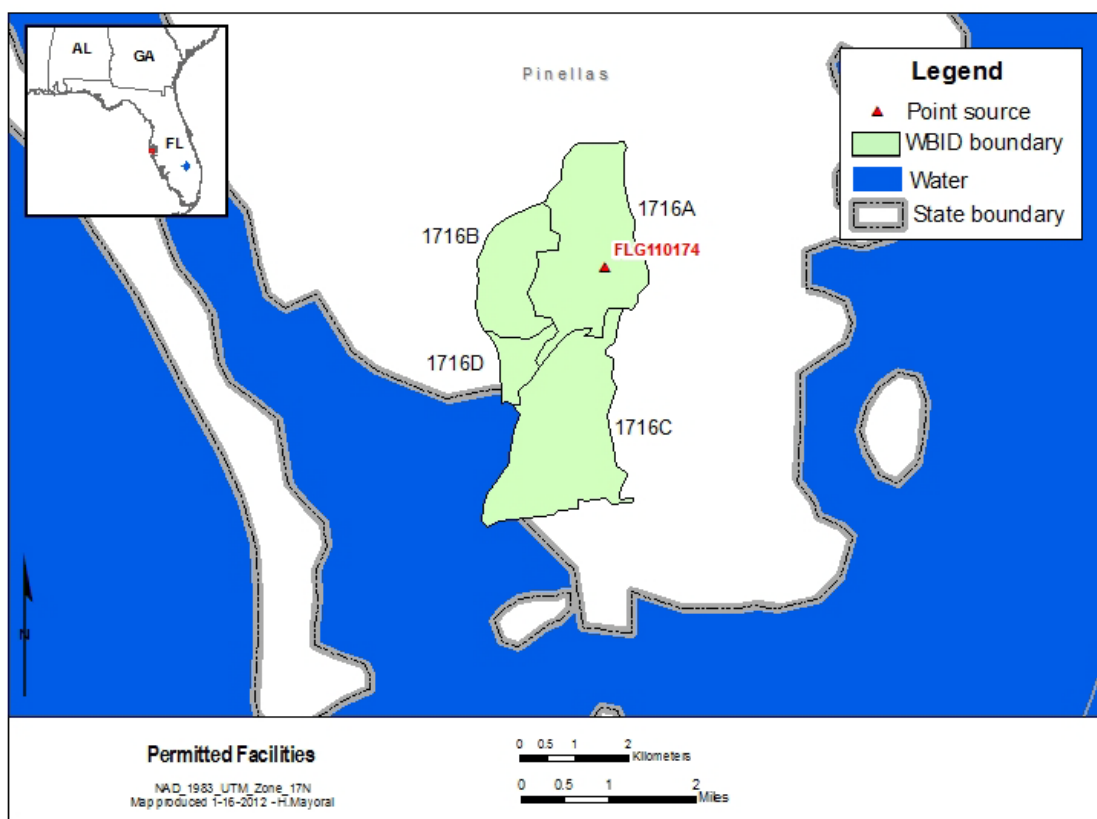 AL
GA
FL
Pinellas
Legend
Point source
WBID boundary
Water
State boundary
1716A
1716B
FLG110174
1716D
1716C
N
Permitted Facilities
NAD_1983_UTM_Zone_17N
Map produced 1-16-2012 - H.Mayoral
0 0.5 1 2
Kilometers
0 0.5 1 2
Miles